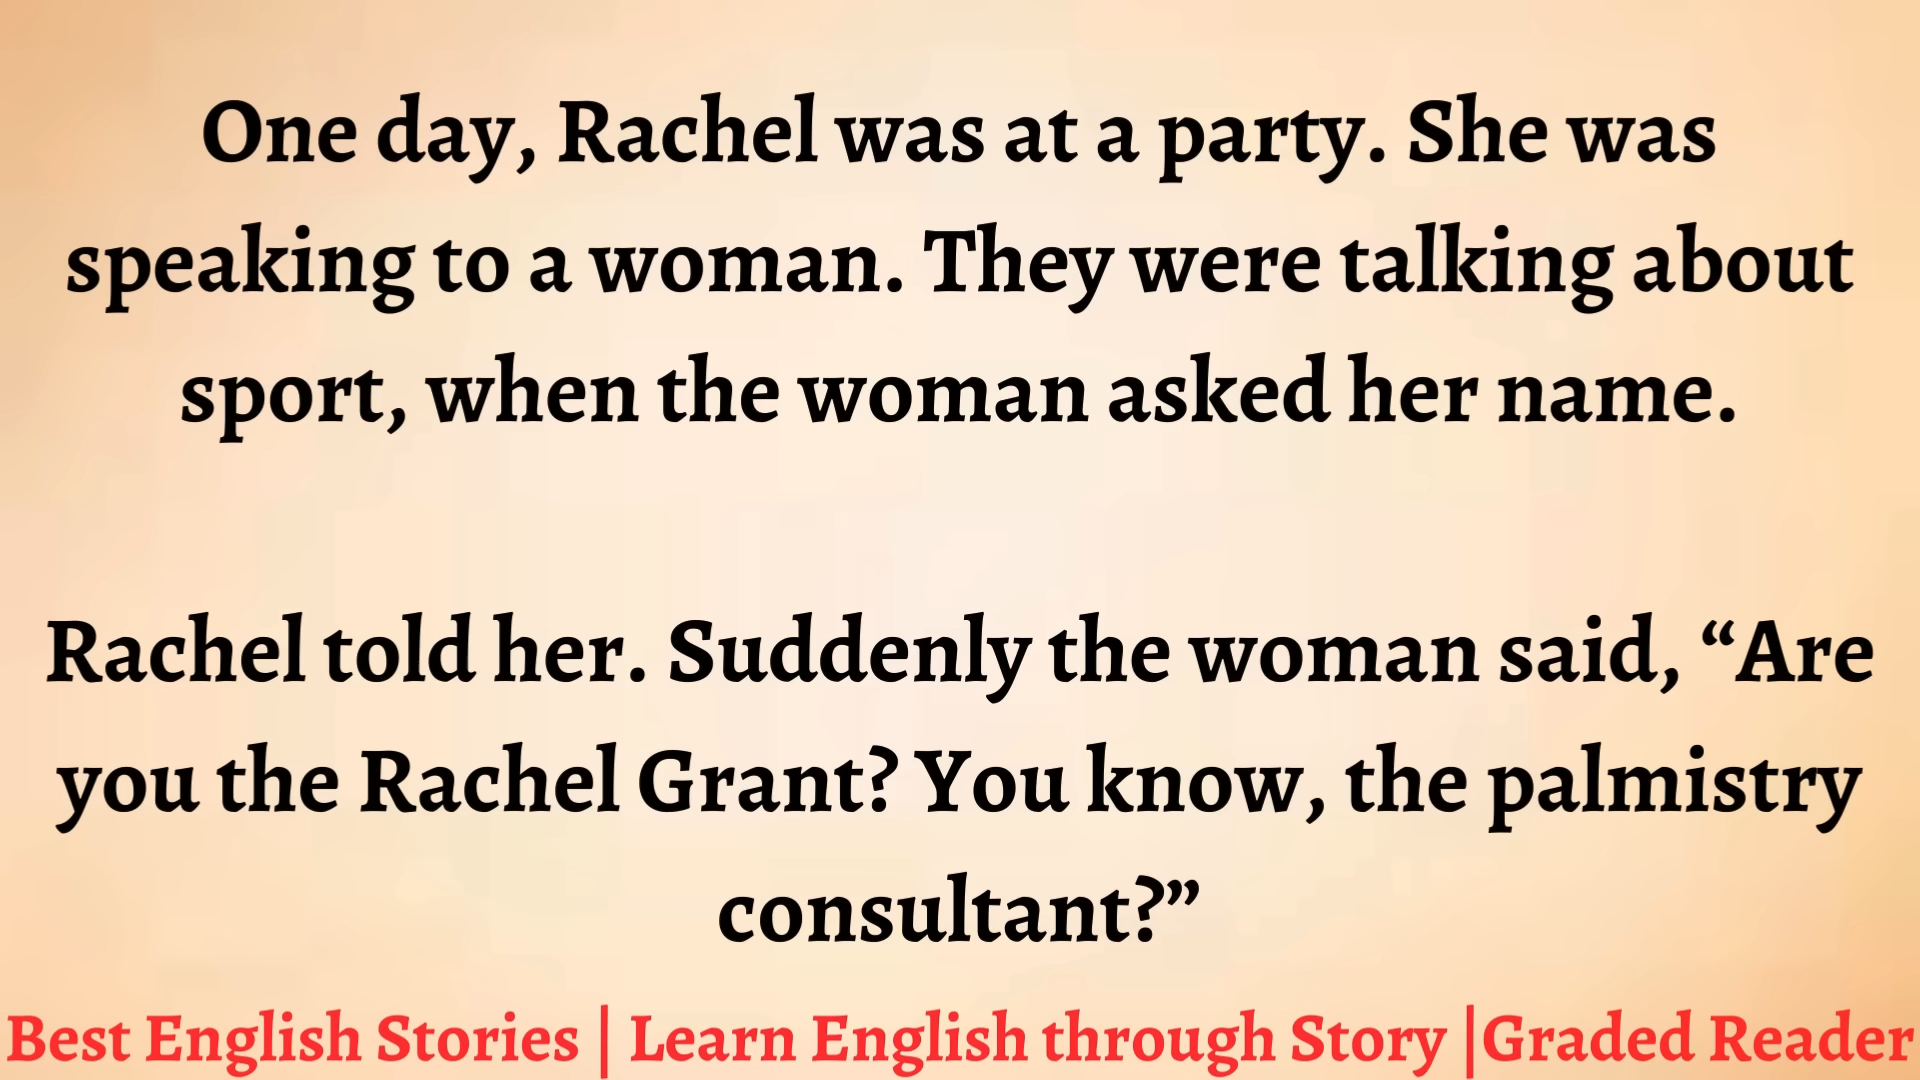 One day, Rachel was at a party. She was
speaking to a woman. They were talking about
sport, when the woman asked her name.
Rachel told her. Suddenly the woman said, “Are
you the Rachel Grant? You know, the palmistry
consultant?”
Best English Stories | Learn English through Story |Graded Reader